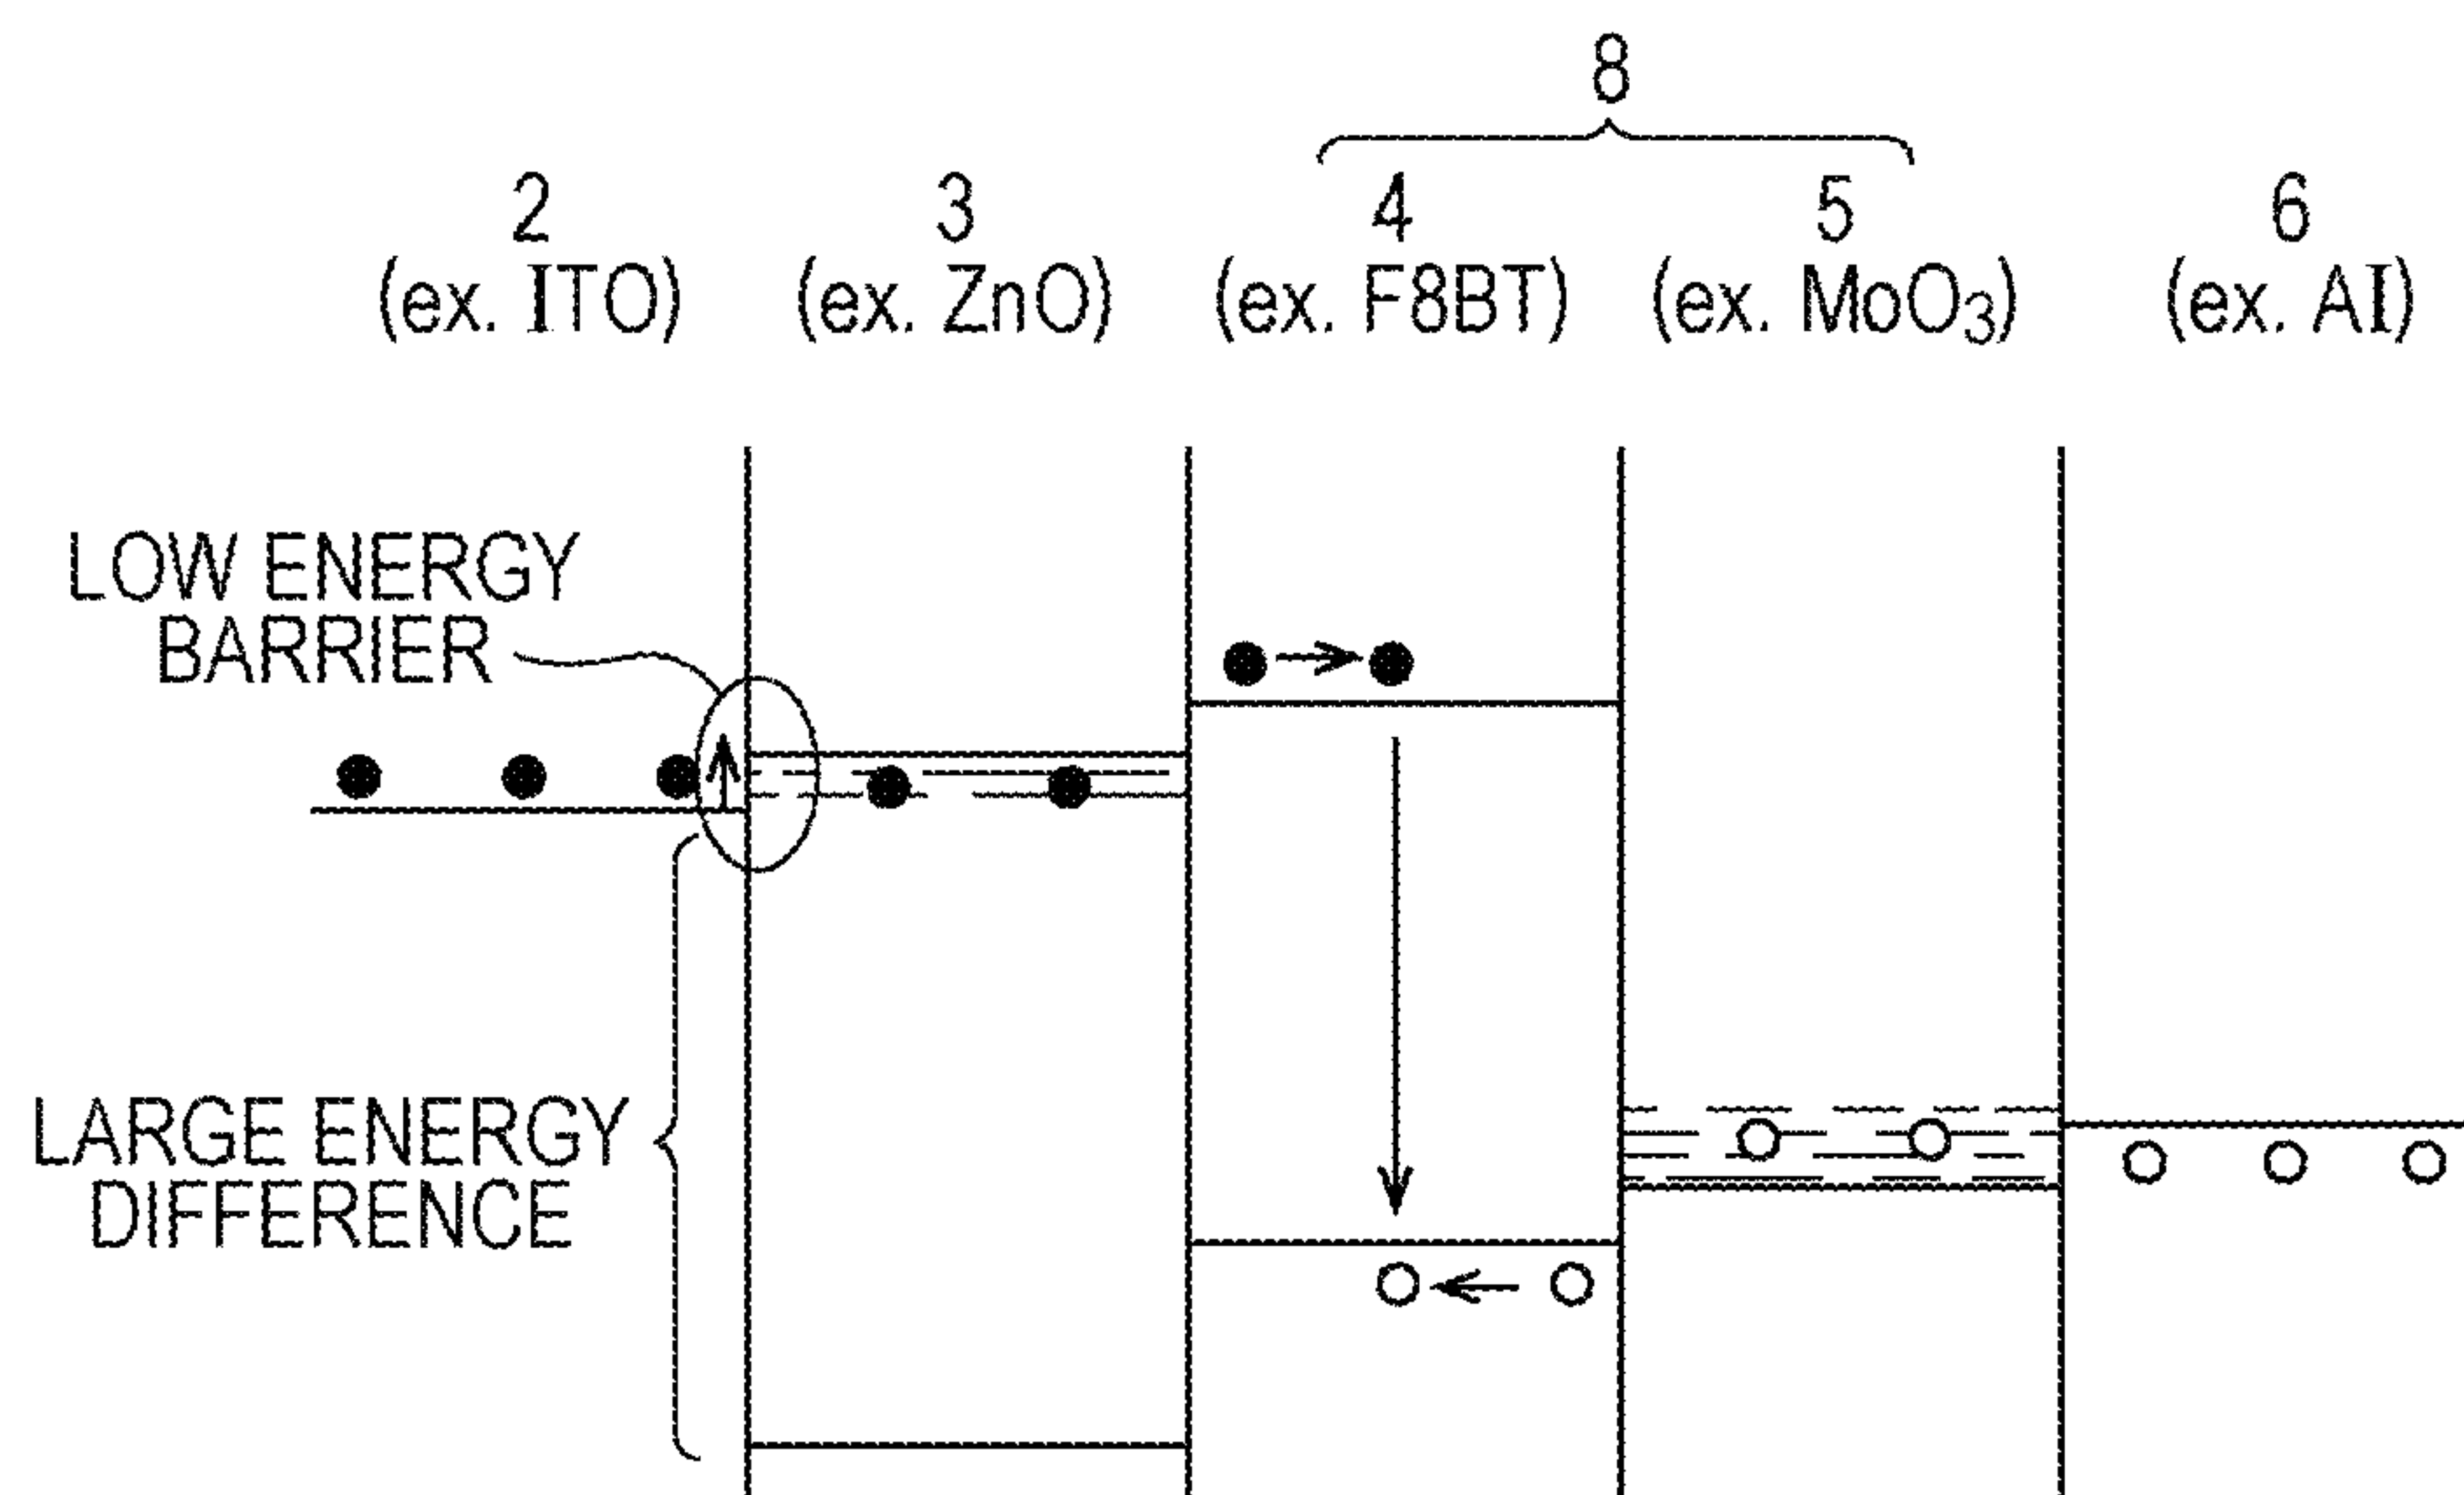 8
2 3 4 5 6
(ex. ITO) (ex. ZnO) (ex. F8BT) (ex. MoO₃) (ex. Al)
LOW ENERGY
BARRIER
LARGE ENERGY
DIFFERENCE